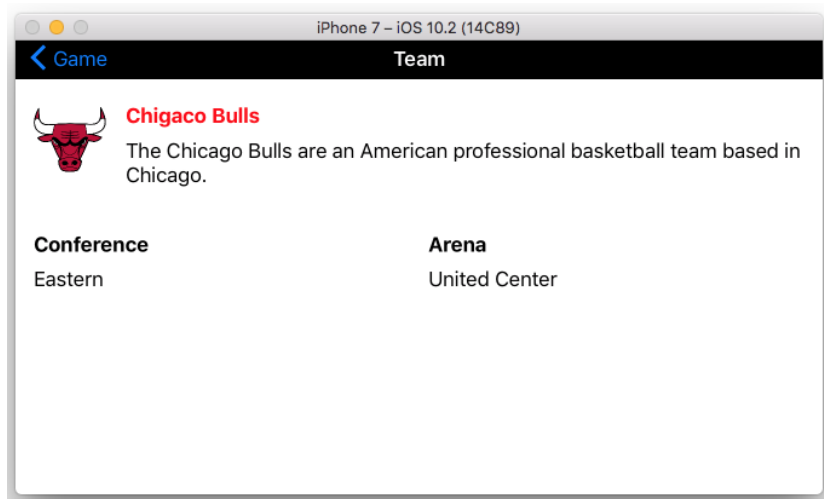 iPhone 7 – iOS 10.2 (14C89)
Game
Team
Chigaco Bulls
The Chicago Bulls are an American professional basketball team based in
Chicago.
Conference
Arena
Eastern
United Center